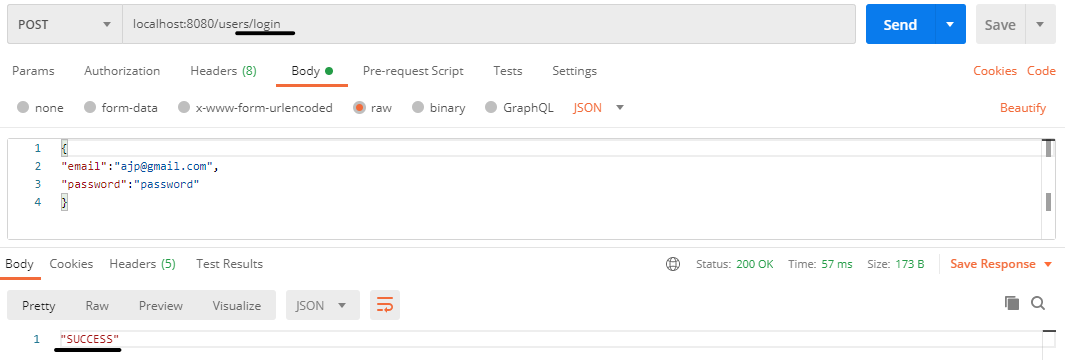 POST localhost:8080/users/login Send Save
Params Authorization Headers (8) Body Pre-request Script Tests Settings Cookies Code
none form-data x-www-form-urlencoded raw binary GraphQL JSON Beautify
1 {
2 "email":"ajp@gmail.com",
3 "password":"password"
4 }
Body Cookies Headers (5) Test Results Status: 200 OK Time: 57 ms Size: 173 B Save Response
Pretty Raw Preview Visualize JSON
1 "SUCCESS"